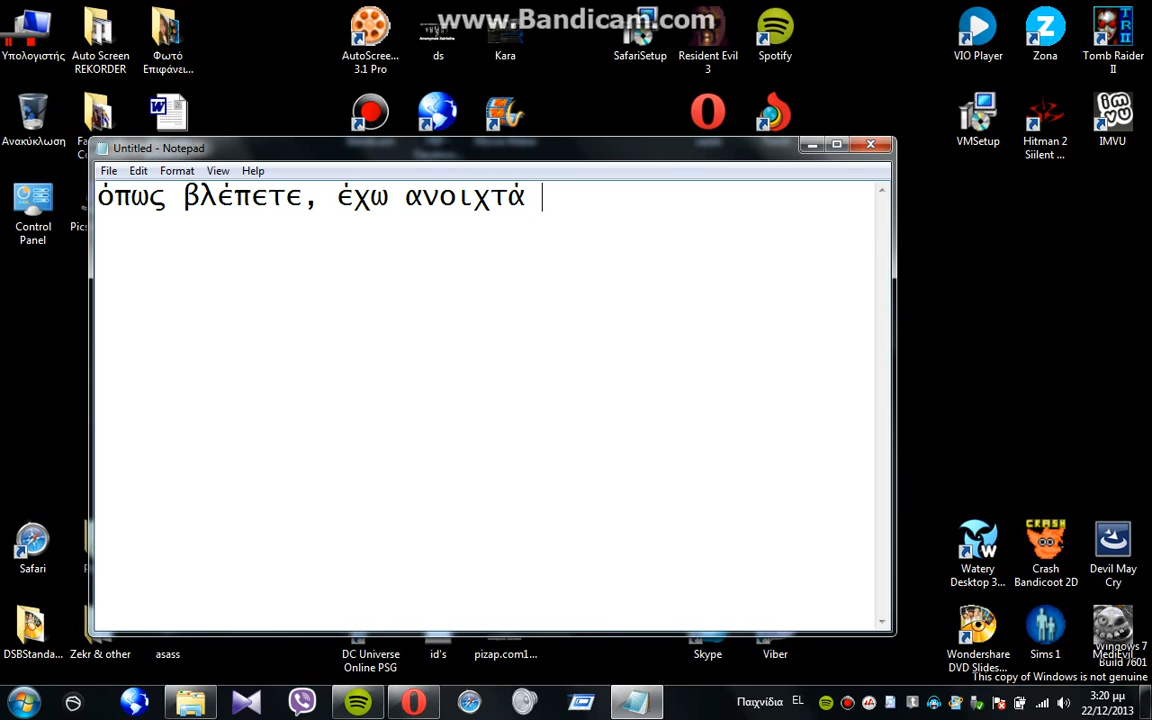 www.Bandicam.com
Υπολογιστής
Auto Screen
REKORDER
Φωτό
Επιφάνει...
AutoScree...
3.1 Pro
ds
Kara
SafariSetup
Resident Evil
3
Spotify
VIO Player
Zona
Tomb Raider
II
Ανακύκλωση
VMSetup
Hitman 2
Siilent ...
IMVU
Untitled - Notepad
File Edit Format View Help
όπως βλέπετε, έχω ανοιχτά
Control
Panel
Safari
Watery
Desktop 3...
Crash
Bandicoot 2D
Devil May
Cry
DSBStanda...
Zekr & other
asass
DC Universe
Online PSG
id's
pizap.com1...
Skype
Viber
Wondershare
DVD Slides...
Sims 1
MediEvil
Windows 7
Build 7601
This copy of Windows is not genuine
Παιχνίδια
EL
3:20 μμ
22/12/2013